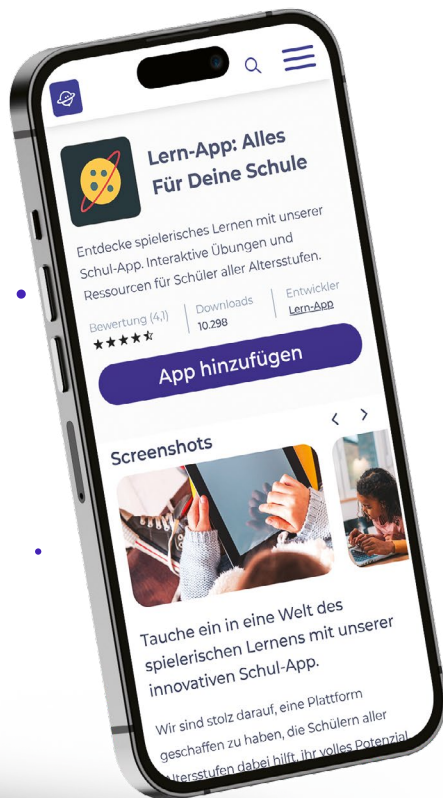 Lern-App: Alles
Für Deine Schule
Entdecke spielerisches Lernen mit unserer
Schul-App. Interaktive Übungen und
Ressourcen für Schüler aller Altersstufen.
Bewertung (4,1)
Downloads
10.298
Entwickler
Lern-App
App hinzufügen
Screenshots
Tauche ein in eine Welt des
spielerischen Lernens mit unserer
innovativen Schul-App.
Wir sind stolz darauf, eine Plattform
geschaffen zu haben, die Schülern aller
Altersstufen dabei hilft, ihr volles Potenzial